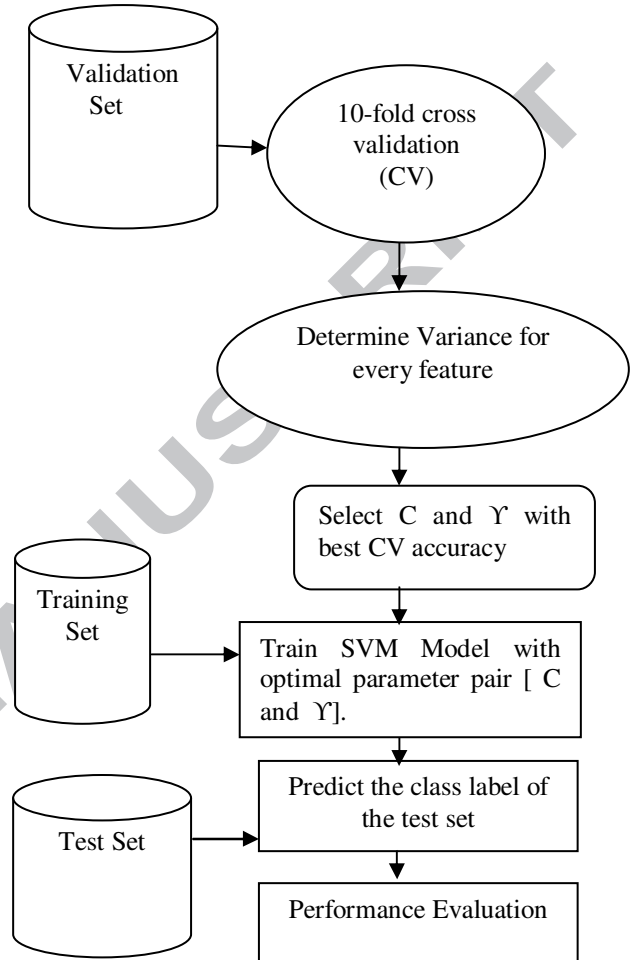 Validation
Set
10-fold cross
validation
(CV)
Determine Variance for
every feature
Select C and ϒ with
best CV accuracy
Training
Set
Train SVM Model with
optimal parameter pair [ C
and ϒ].
Predict the class label of
the test set
Test Set
Performance Evaluation